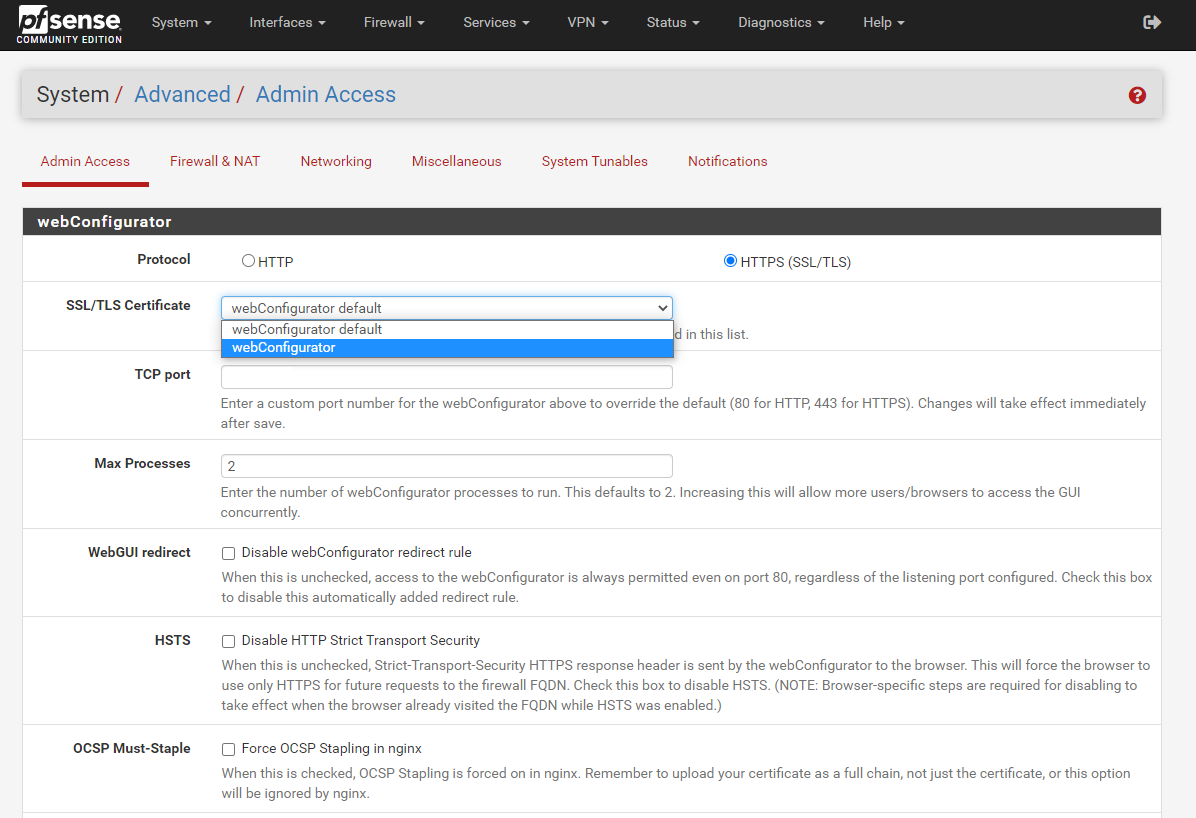 pfsense
COMMUNITY EDITION
System
Interfaces
Firewall
Services
VPN
Status
Diagnostics
Help
System / Advanced / Admin Access
?
Admin Access
Firewall & NAT
Networking
Miscellaneous
System Tunables
Notifications
webConfigurator
Protocol
HTTP
HTTPS (SSL/TLS)
SSL/TLS Certificate
webConfigurator default
webConfigurator default
webConfigurator
d in this list.
TCP port
Enter a custom port number for the webConfigurator above to override the default (80 for HTTP, 443 for HTTPS). Changes will take effect immediately
after save.
Max Processes
2
Enter the number of webConfigurator processes to run. This defaults to 2. Increasing this will allow more users/browsers to access the GUI
concurrently.
WebGUI redirect
Disable webConfigurator redirect rule
When this is unchecked, access to the webConfigurator is always permitted even on port 80, regardless of the listening port configured. Check this box
to disable this automatically added redirect rule.
HSTS
Disable HTTP Strict Transport Security
When this is unchecked, Strict-Transport-Security HTTPS response header is sent by the webConfigurator to the browser. This will force the browser to
use only HTTPS for future requests to the firewall FQDN. Check this box to disable HSTS. (NOTE: Browser-specific steps are required for disabling to
take effect when the browser already visited the FQDN while HSTS was enabled.)
OCSP Must-Staple
Force OCSP Stapling in nginx
When this is checked, OCSP Stapling is forced on in nginx. Remember to upload your certificate as a full chain, not just the certificate, or this option
will be ignored by nginx.